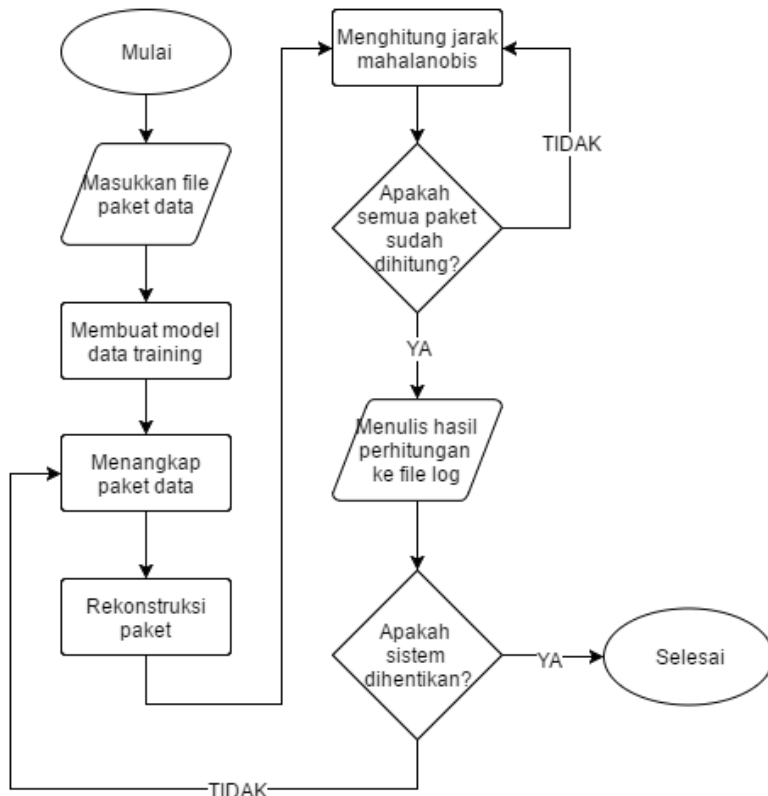 Mulai
Masukkan file
paket data
Membuat model
data training
Menangkap
paket data
Rekonstruksi
paket
Menghitung jarak
mahalanobis
TIDAK
Apakah
semua paket
sudah
dihitung?
YA
Menulis hasil
perhitungan
ke file log
Apakah
sistem
dihentikan?
YA
Selesai
TIDAK